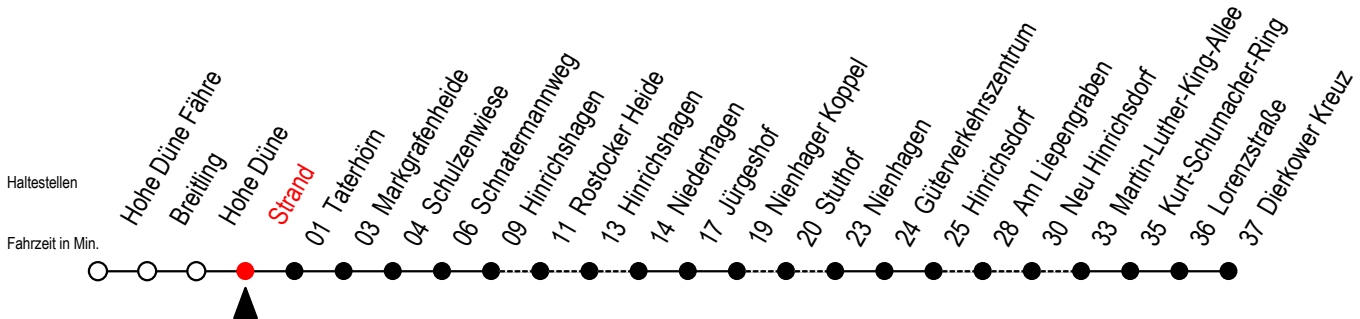 Haltestellen
Fahrzeit in Min.
Hohe Düne Fähre
Breitling
Hohe Düne
Strand
01 Taterhörn
03 Markgrafenheide
04 Schulzenwiese
06 Schnatermannweg
09 Hinrichshagen
11 Rostocker Heide
13 Hinrichshagen
14 Niederhagen
17 Jürgeshof
19 Nienhager Koppel
20 Stuthof
23 Nienhagen
24 Güterverkehrszentrum
25 Hinrichsdorf
28 Am Liepengraben
30 Neu Hinrichsdorf
33 Martin-Luther-King-Allee
35 Kurt-Schumacher-Ring
36 Lorenzstraße
37 Dierkower Kreuz